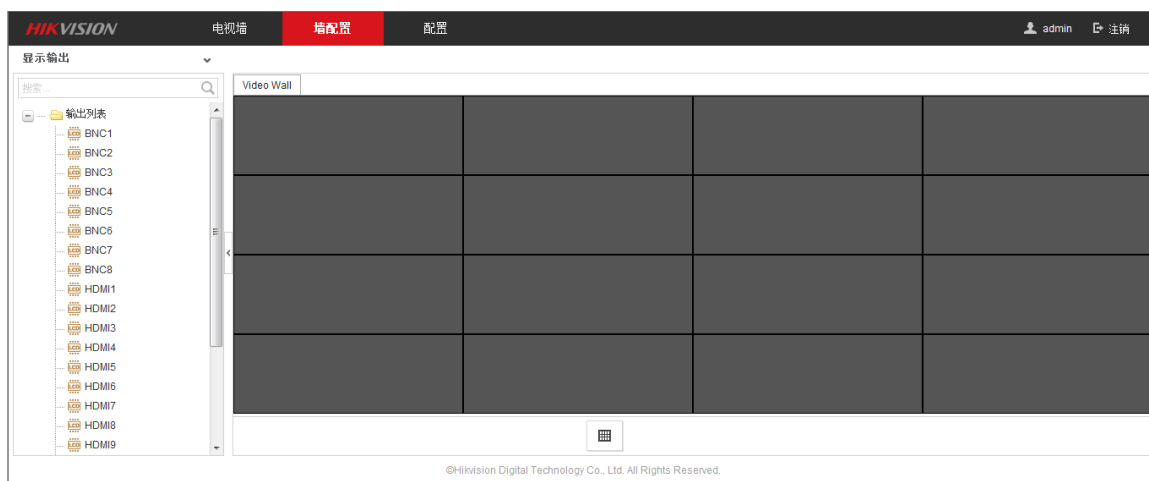 HIKVISION 电视墙 墙配置 配置 admin 注销
显示输出
搜索...
Video Wall
输出列表
BNC1
BNC2
BNC3
BNC4
BNC5
BNC6
BNC7
BNC8
HDMI1
HDMI2
HDMI3
HDMI4
HDMI5
HDMI6
HDMI7
HDMI8
HDMI9
©Hikvision Digital Technology Co., Ltd. All Rights Reserved.